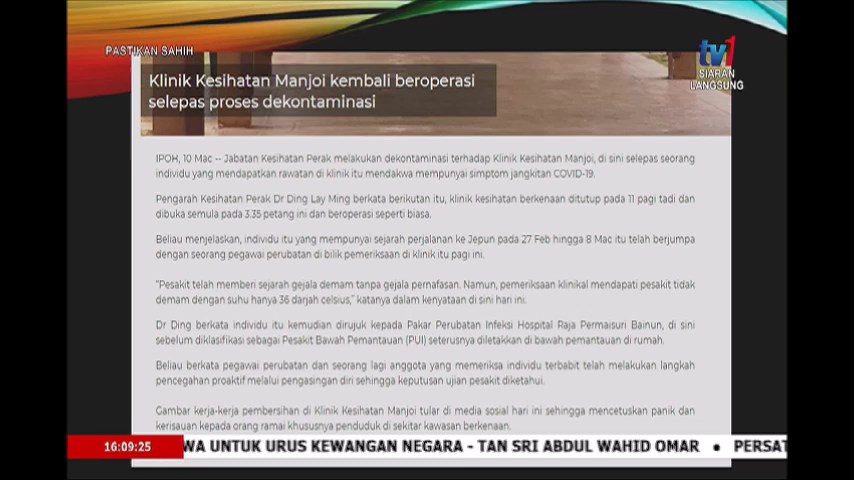 PASTIKAN SAHIH
tv1
SIARAN
LANGSUNG
Klinik Kesihatan Manjoi kembali beroperasi
selepas proses dekontaminasi
IPOH, 10 Mac -- Jabatan Kesihatan Perak melakukan dekontaminasi terhadap Klinik Kesihatan Manjoi, di sini selepas seorang
individu yang mendapatkan rawatan di klinik itu mendakwa mempunyai simptom jangkitan COVID-19.
Pengarah Kesihatan Perak Dr Ding Lay Ming berkata berikutan itu, klinik kesihatan berkenaan ditutup pada 11 pagi tadi dan
dibuka semula pada 3.35 petang ini dan beroperasi seperti biasa.
Beliau menjelaskan, individu itu yang mempunyai sejarah perjalanan ke Jepun pada 27 Feb hingga 8 Mac itu telah berjumpa
dengan seorang pegawai perubatan di bilik pemeriksaan di klinik itu pagi ini.
"Pesakit telah memberi sejarah gejala demam tanpa gejala pernafasan. Namun, pemeriksaan klinikal mendapati pesakit tidak
demam dengan suhu hanya 36 darjah celsius," katanya dalam kenyataan di sini hari ini.
Dr Ding berkata individu itu kemudian dirujuk kepada Pakar Perubatan Infeksi Hospital Raja Permaisuri Bainun, di sini
sebelum diklasifikasi sebagai Pesakit Bawah Pemantauan (PUI) seterusnya diletakkan di bawah pemantauan di rumah.
Beliau berkata pegawai perubatan dan seorang lagi anggota yang memeriksa individu terbabit telah melakukan langkah
pencegahan proaktif melalui pengasingan diri sehingga keputusan ujian pesakit diketahui.
Gambar kerja-kerja pembersihan di Klinik Kesihatan Manjoi tular di media sosial hari ini sehingga mencetuskan panik dan
kerisauan kepada orang ramai khususnya penduduk di sekitar kawasan berkenaan.
16:09:25
WA UNTUK URUS KEWANGAN NEGARA - TAN SRI ABDUL WAHID OMAR • PERSAT